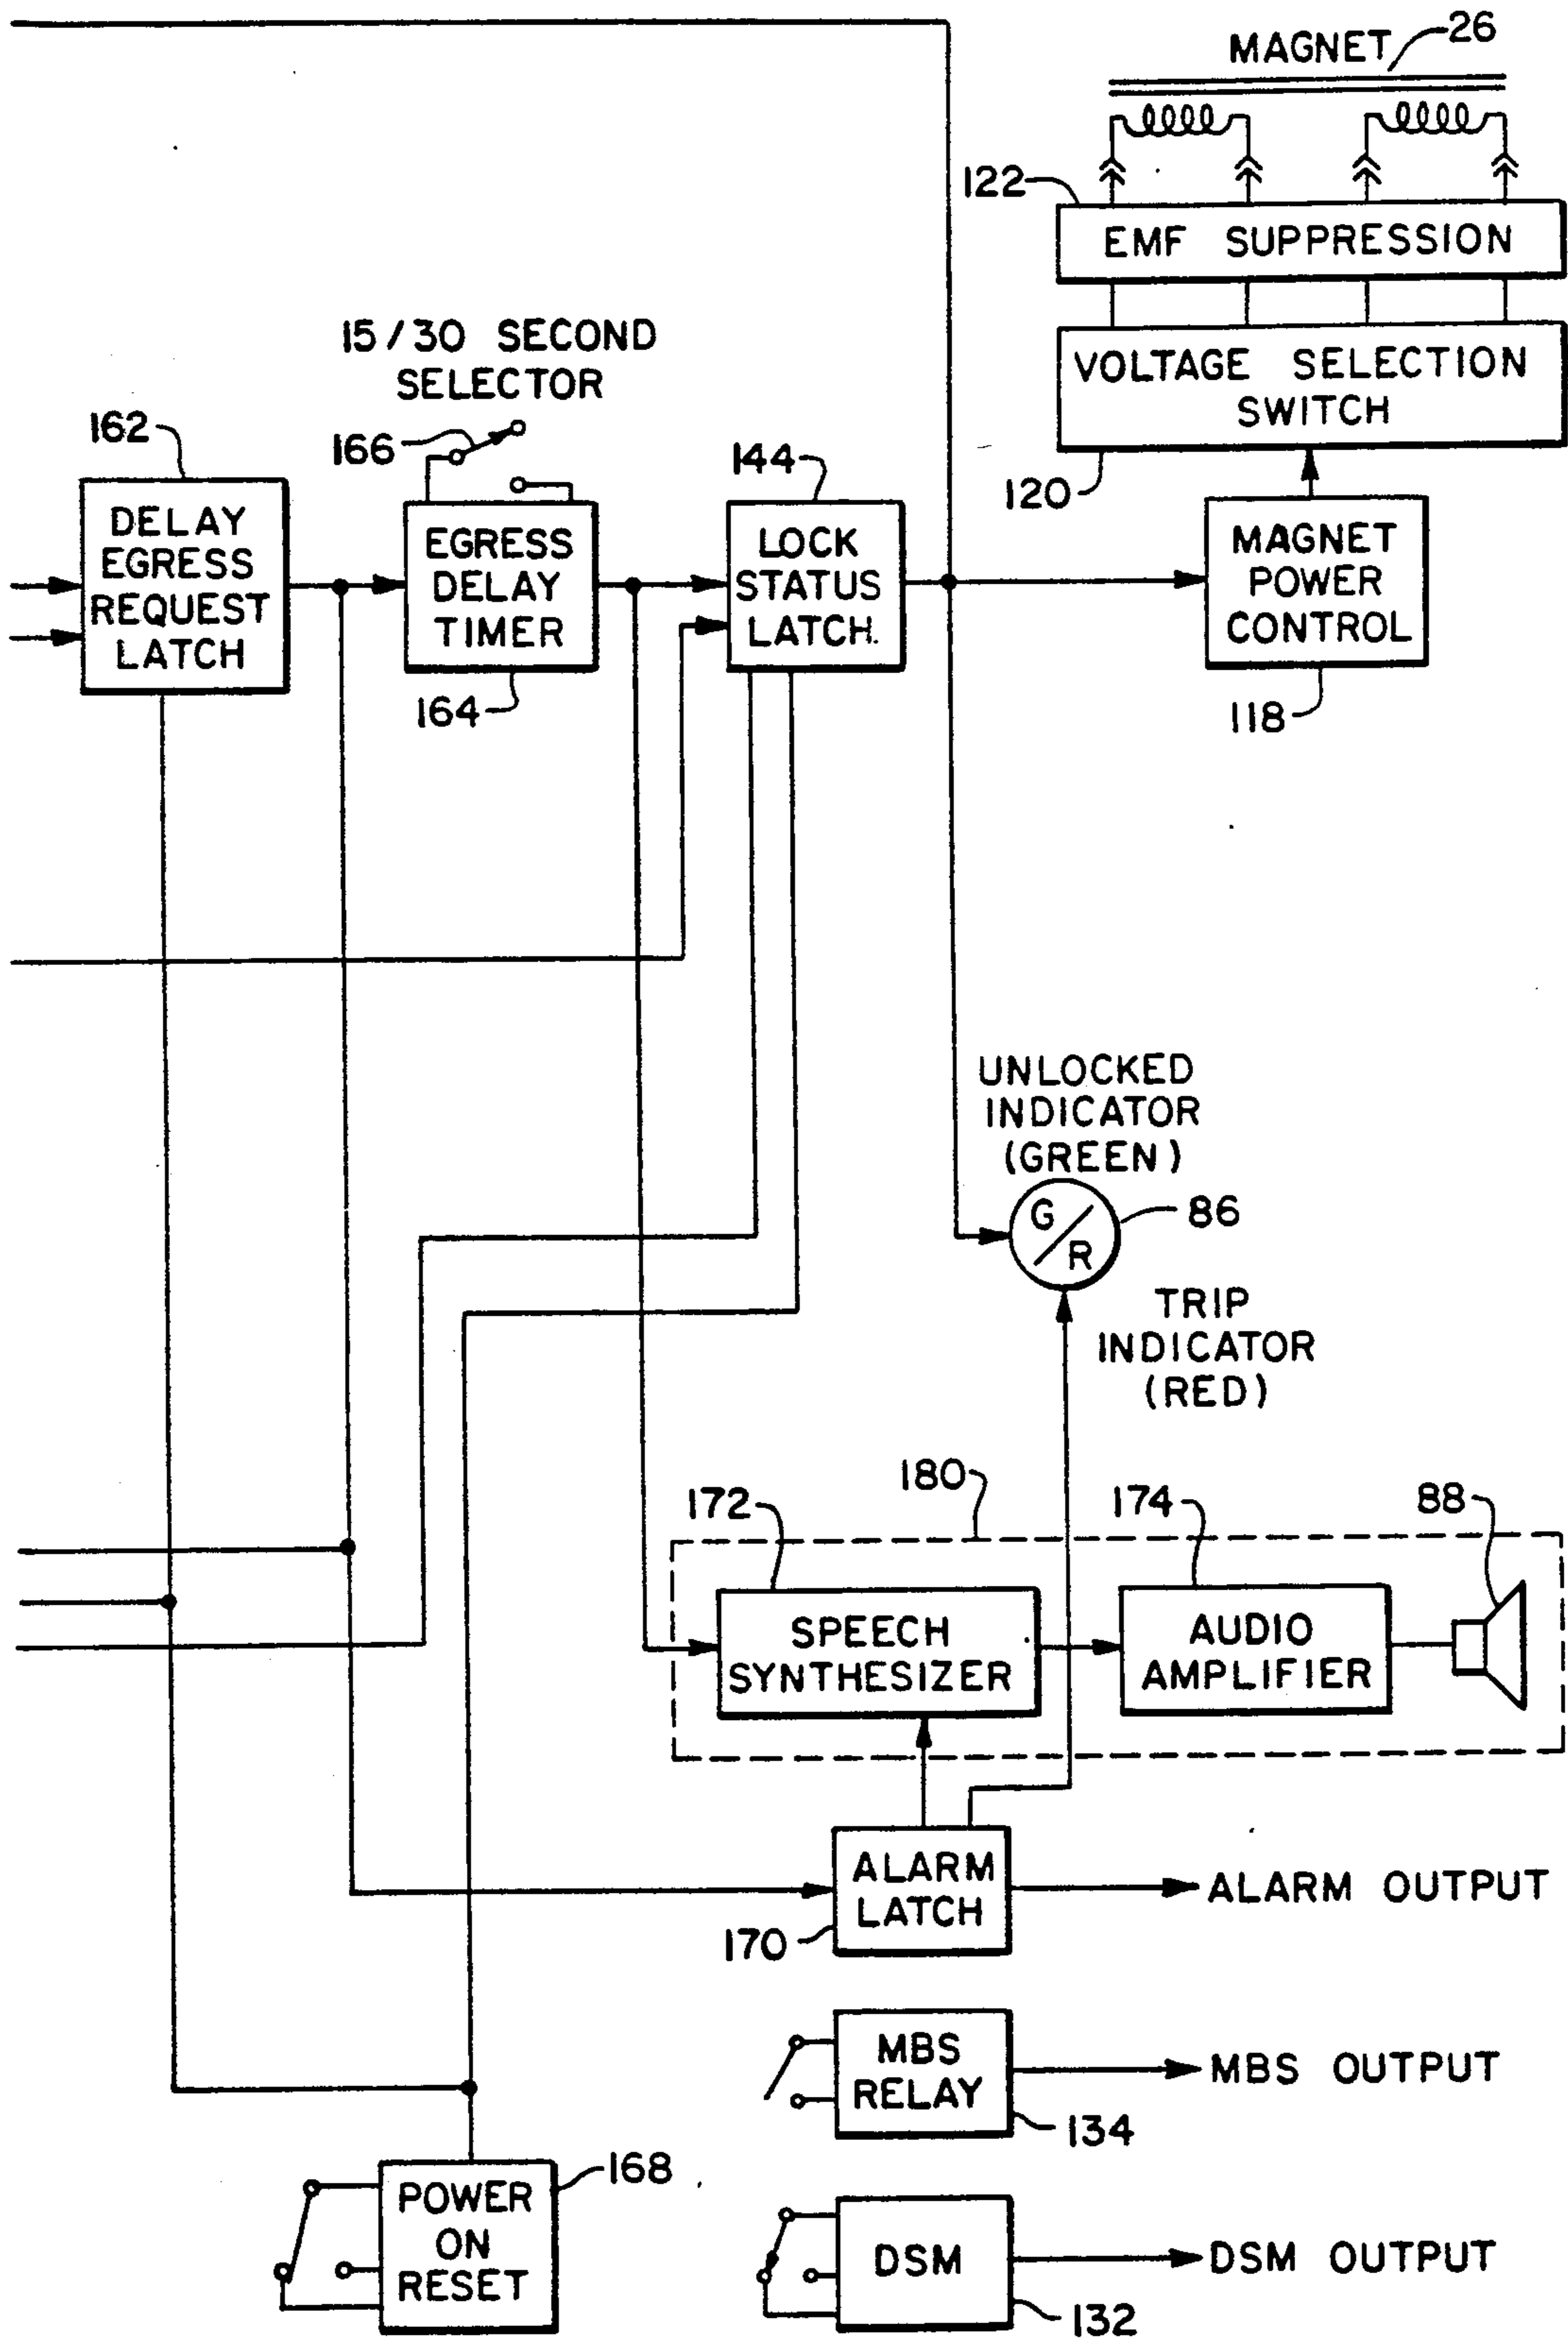 MAGNET
26
122
EMF SUPPRESSION
15/30 SECOND
SELECTOR
VOLTAGE SELECTION
SWITCH
162
166
144
120
DELAY
EGRESS
REQUEST
LATCH
EGRESS
DELAY
TIMER
LOCK
STATUS
LATCH.
MAGNET
POWER
CONTROL
164
118
UNLOCKED
INDICATOR
(GREEN)
G/R
86
TRIP
INDICATOR
(RED)
180
172
174
88
SPEECH
SYNTHESIZER
AUDIO
AMPLIFIER
ALARM
LATCH
ALARM OUTPUT
170
MBS
RELAY
MBS OUTPUT
134
168
POWER
ON
RESET
DSM
DSM OUTPUT
132